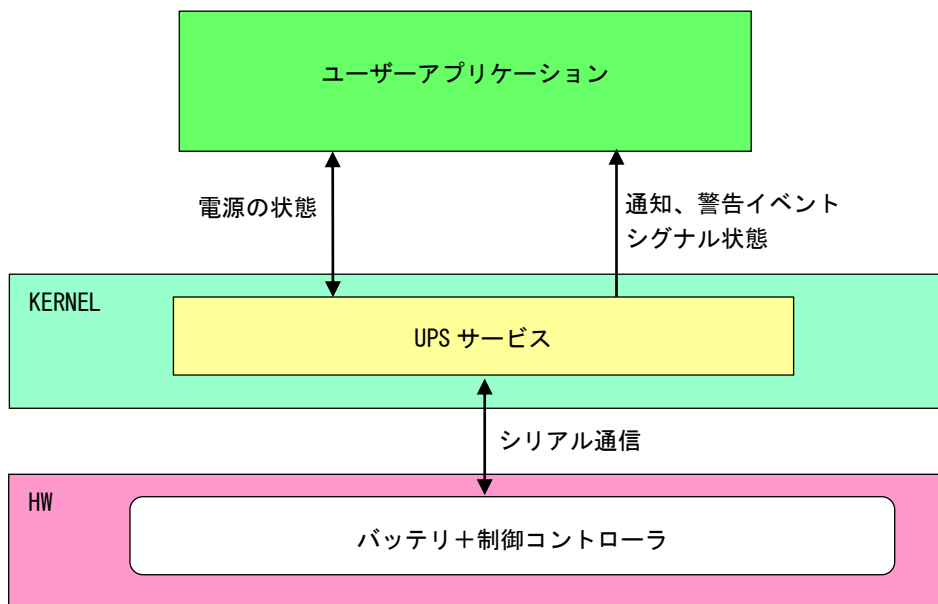 ユーザーアプリケーション
電源の状態
通知、警告イベント
シグナル状態
KERNEL
UPS サービス
シリアル通信
HW
バッテリ＋制御コントローラ